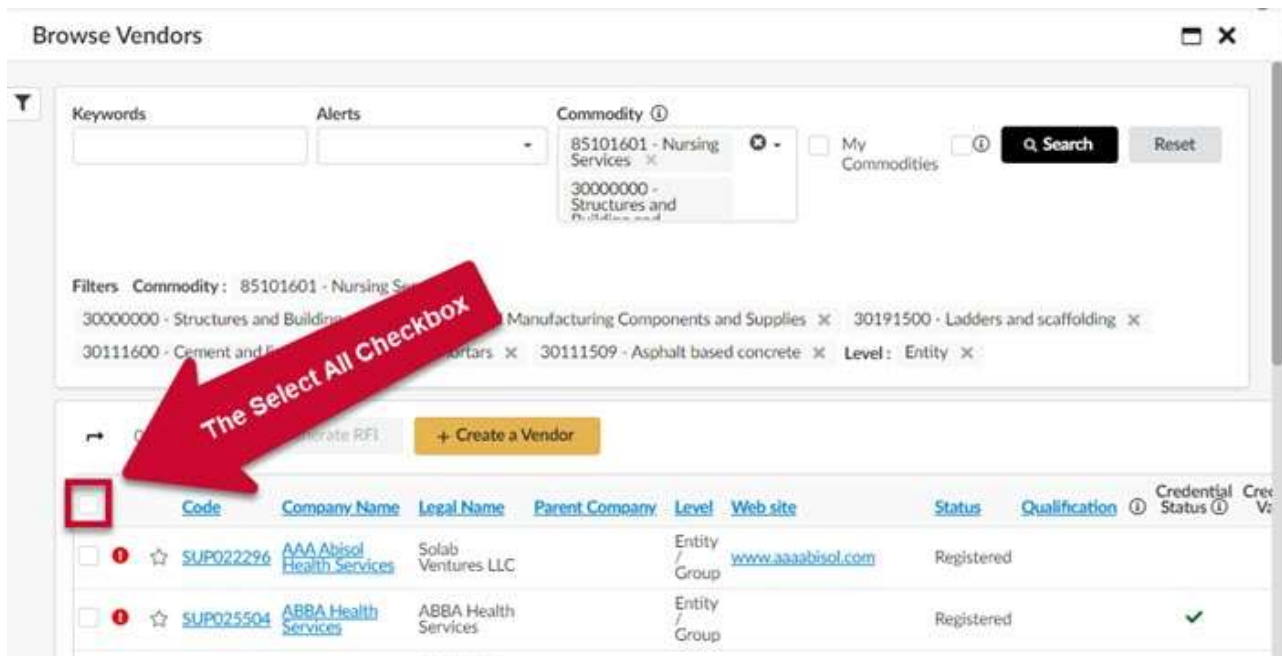 Browse Vendors
Keywords
Alerts
Commodity
85101601 - Nursing
Services
30000000 -
Structures and
My
Commodities
Search
Reset
Filters Commodity : 85101601 - Nursing
30000000 - Structures and Manufacturing Components and Supplies 30191500 - Ladders and scaffolding
30111600 - Cement and 30111509 - Asphalt based concrete Level : Entity
The Select All Checkbox
RFI + Create a Vendor
Code Company Name Legal Name Parent Company Level Web site Status Qualification Credential
Status
SUP022296 AAA Abisol
Health Services Solab
Ventures LLC Entity
/
Group www.aaaabisol.com Registered
SUP025504 ABBA Health
Services ABBA Health
Services Entity
/
Group Registered